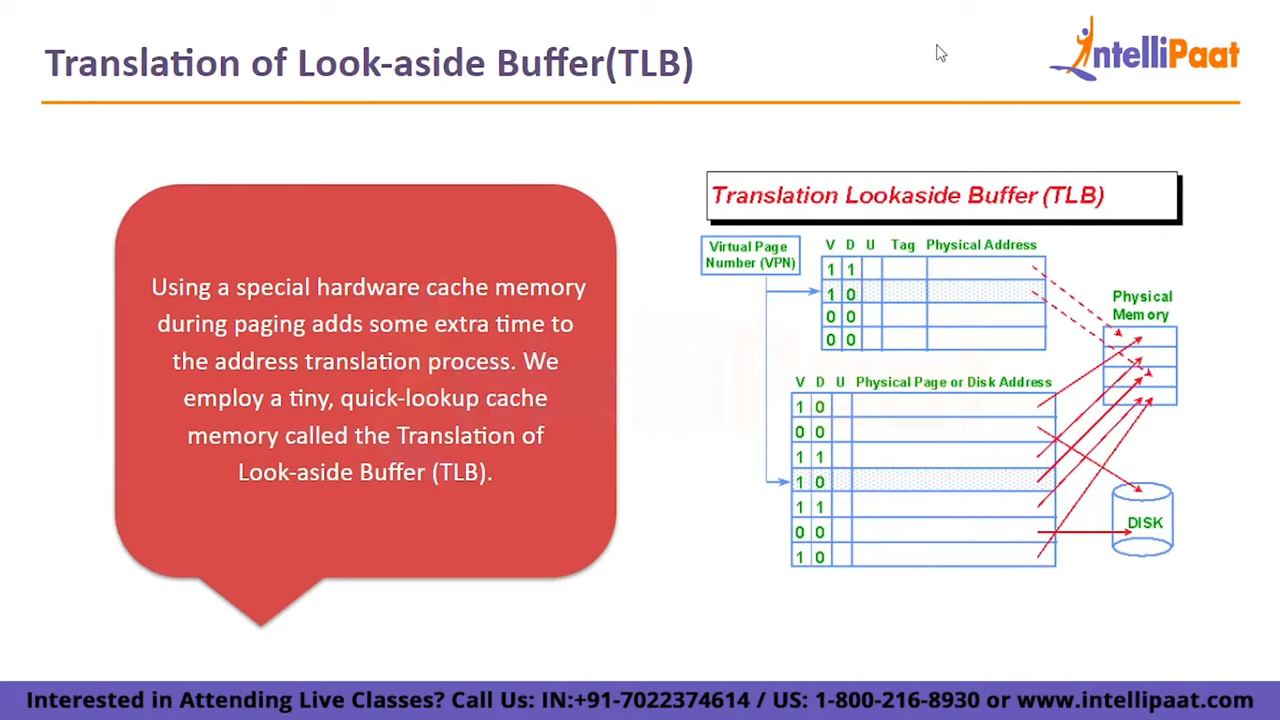 Translation of Look-aside Buffer(TLB)
IntelliPaat
Using a special hardware cache memory
during paging adds some extra time to
the address translation process. We
employ a tiny, quick-lookup cache
memory called the Translation of
Look-aside Buffer (TLB).
Translation Lookaside Buffer (TLB)
Virtual Page
Number (VPN)
V D U Tag Physical Address
1 1
1 0
0 0
0 0
Physical
Memory
V D U Physical Page or Disk Address
1 0
0 0
1 1
1 0
1 1
0 0
1 0
DISK
Interested in Attending Live Classes? Call Us: IN:+91-7022374614 / US: 1-800-216-8930 or www.intellipaat.com